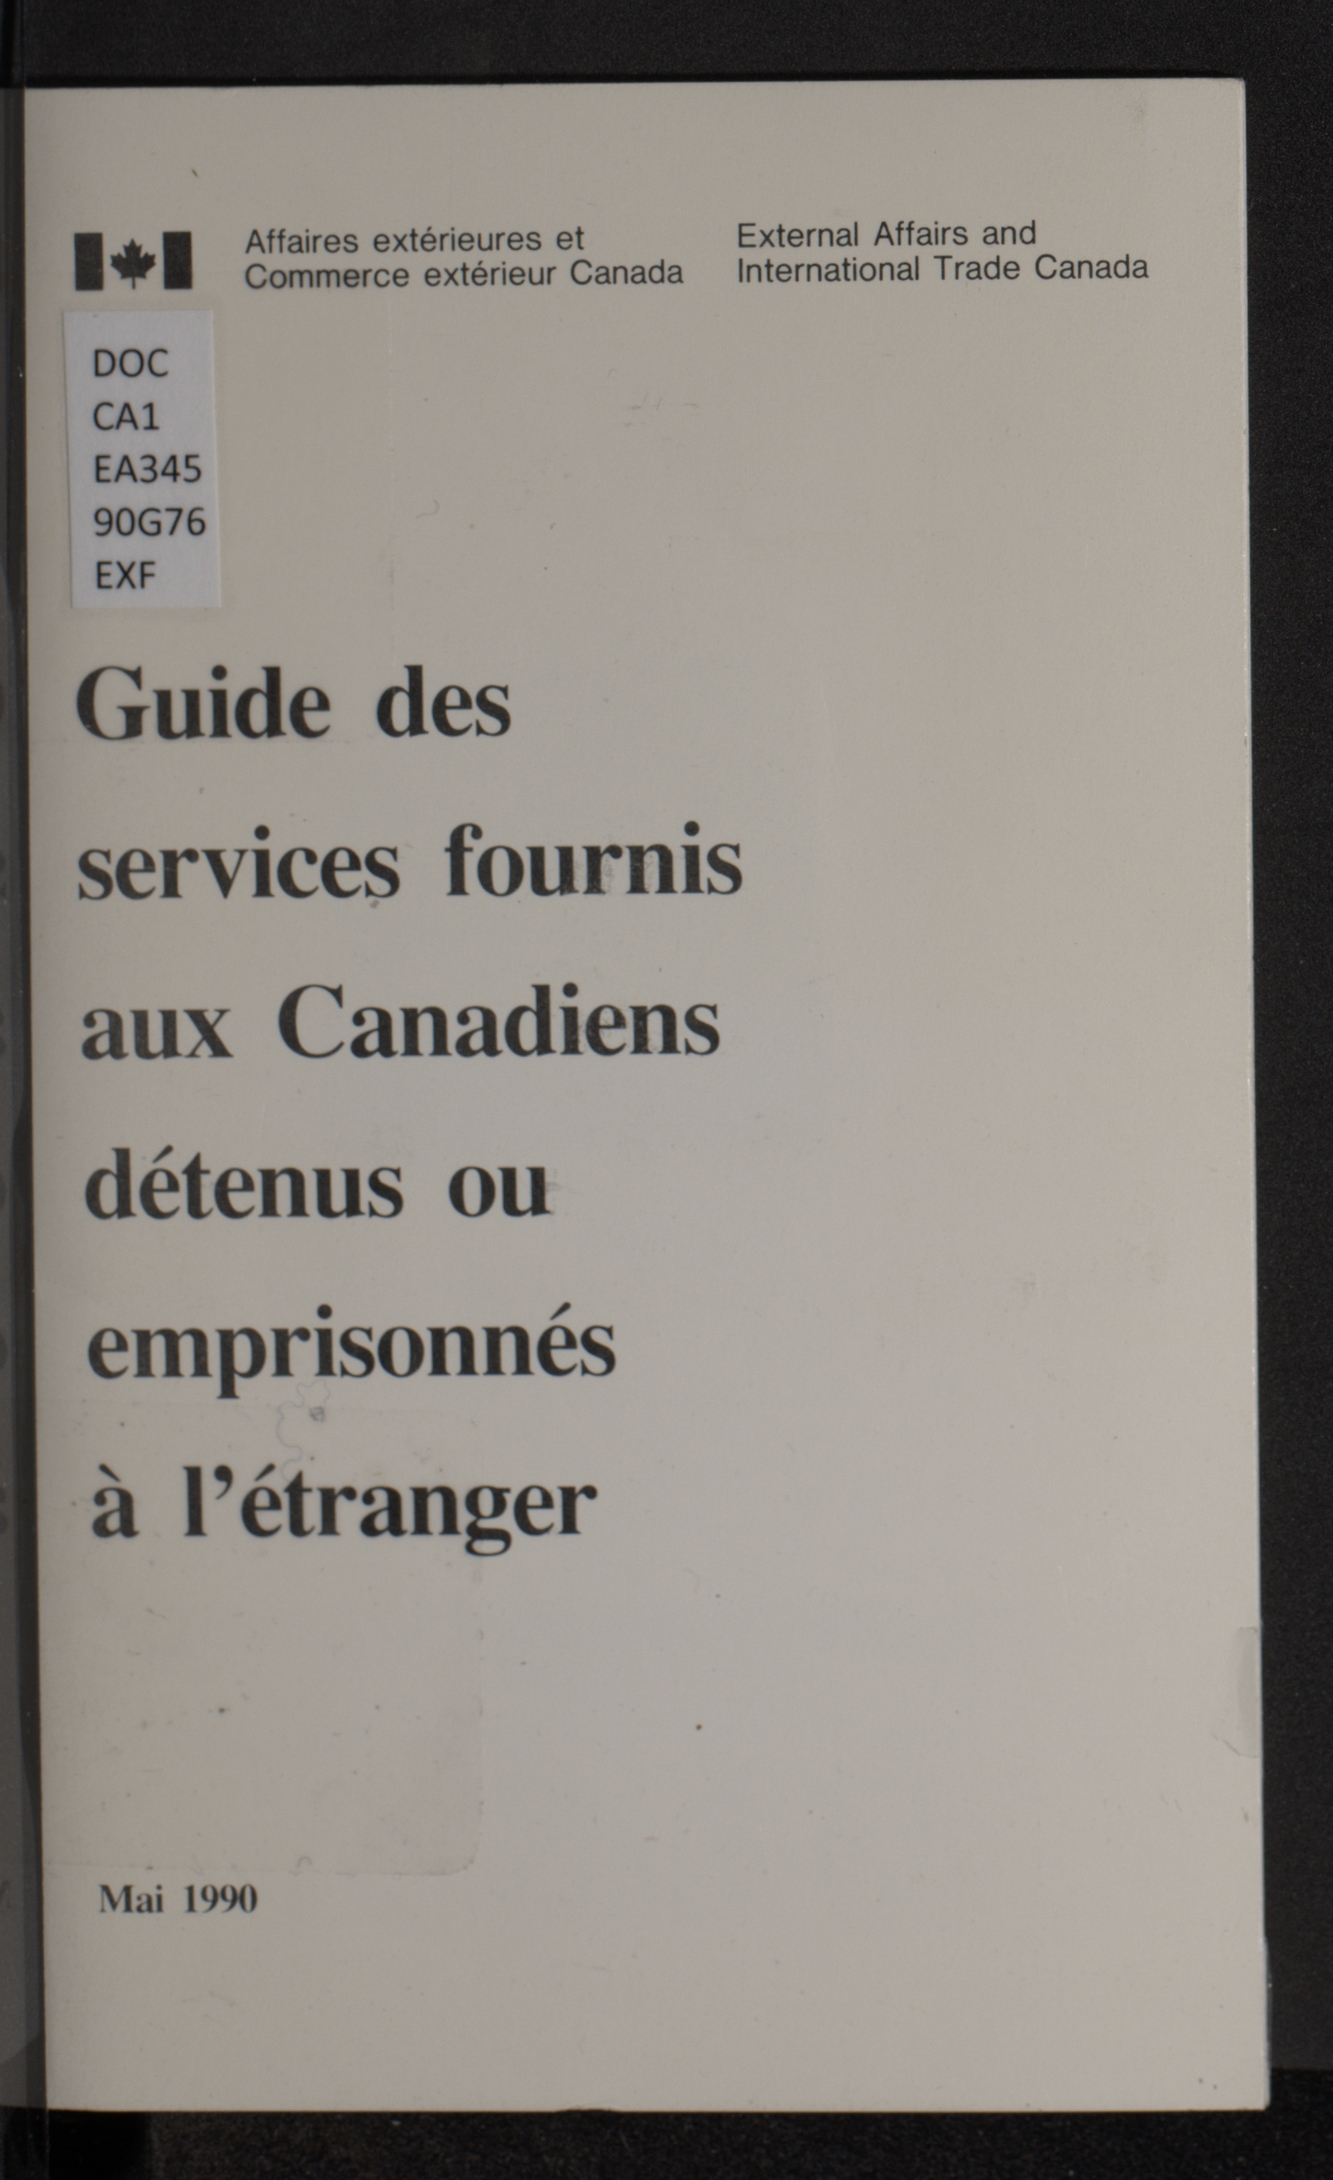 Affaires extérieures et
Commerce extérieur Canada
External Affairs and
International Trade Canada
DOC
CA1
EA345
90G76
EXF
Guide des
services fournis
aux Canadiens
détenus ou
emprisonnés
à l'étranger
Mai 1990